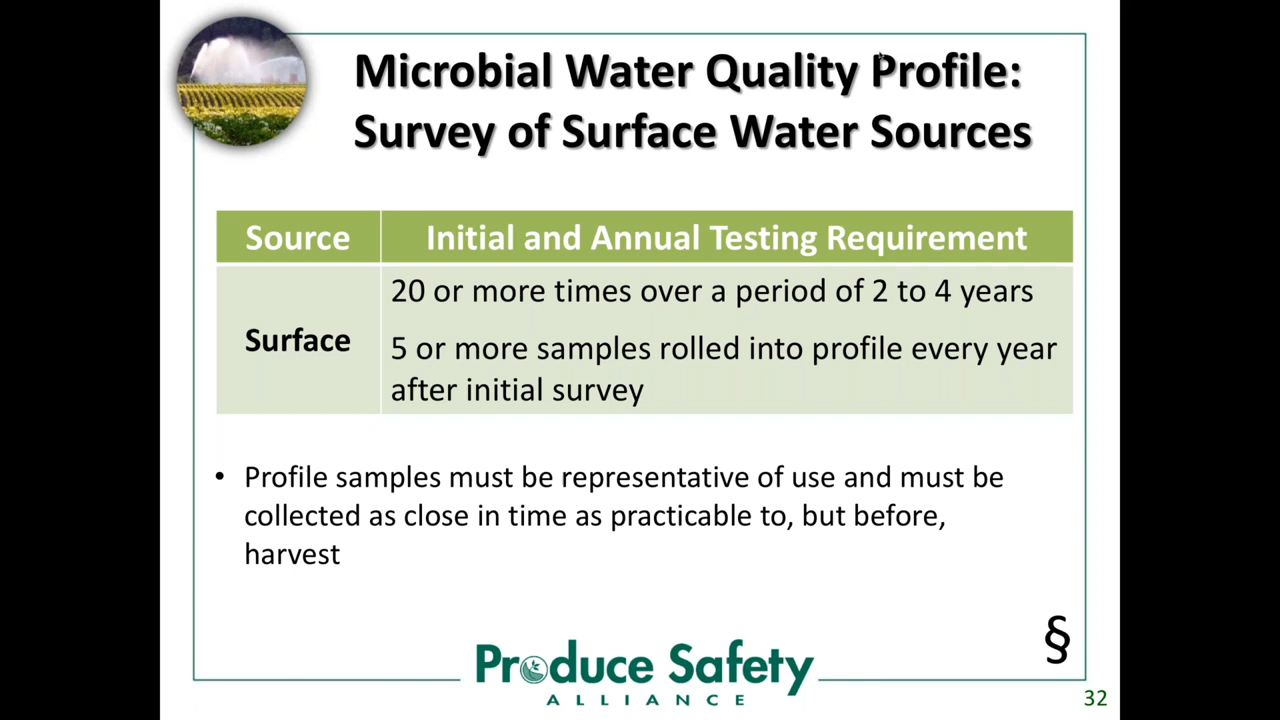 Microbial Water Quality Profile:
Survey of Surface Water Sources
Source
Initial and Annual Testing Requirement
Surface
20 or more times over a period of 2 to 4 years
5 or more samples rolled into profile every year
after initial survey
• Profile samples must be representative of use and must be
collected as close in time as practicable to, but before,
harvest
§
Produce Safety
ALLIANCE
32